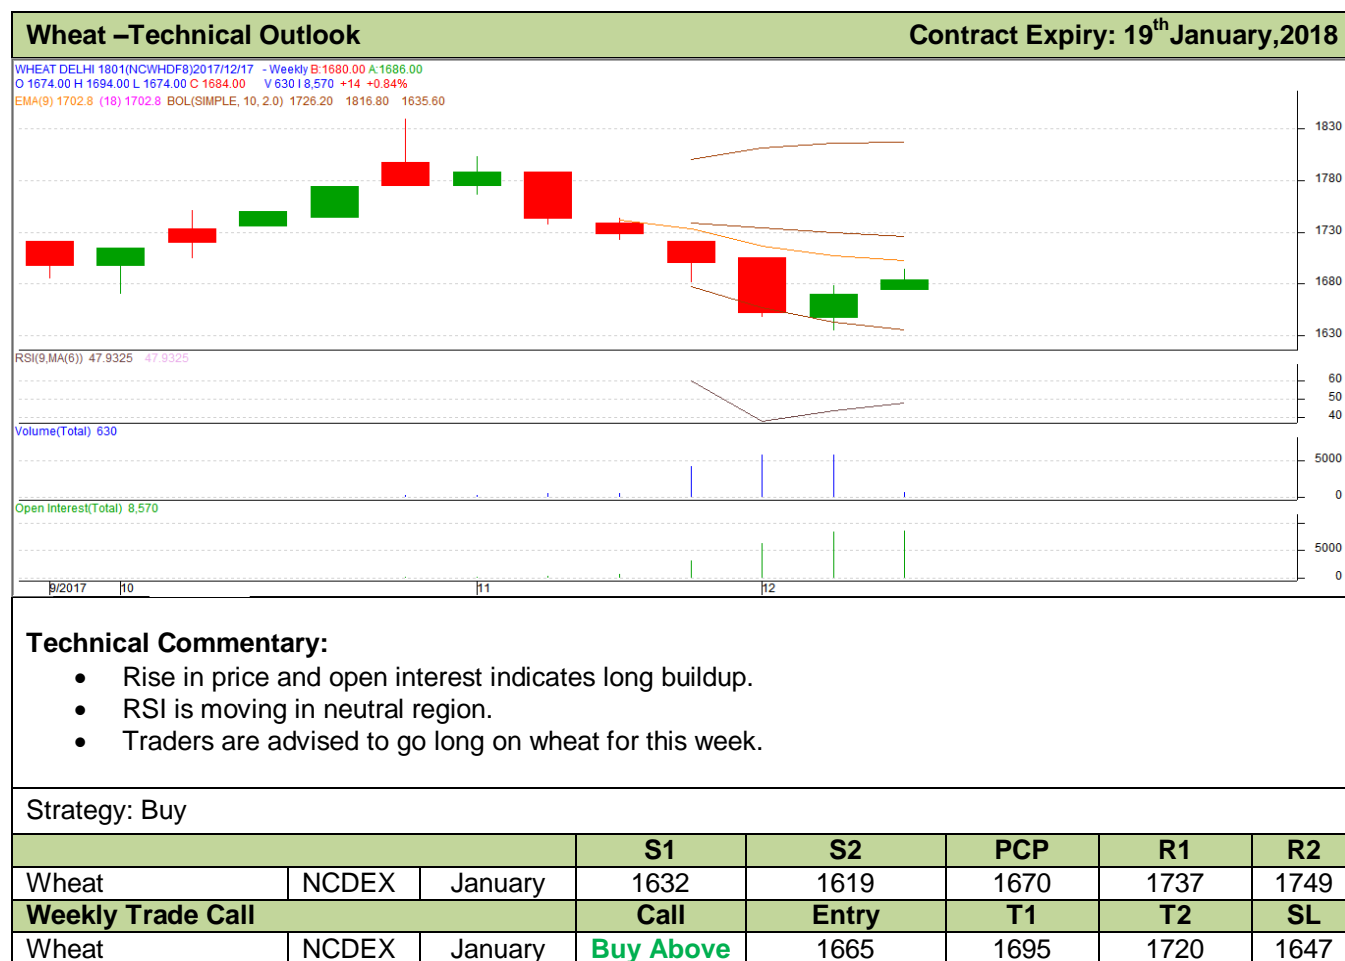 Wheat –Technical Outlook Contract Expiry: 19th January,2018
WHEAT DELHI 1801(NCWHDF8)2017/12/17 - Weekly B:1680.00 A:1686.00
O 1674.00 H 1694.00 L 1674.00 C 1684.00 V 630 I 8,570 +14 +0.84%
EMA(9) 1702.8 (18) 1702.8 BOL(SIMPLE, 10, 2.0) 1726.20 1816.80 1635.60
1830
1780
1730
1680
1630
RSI(9,MA(6)) 47.9325 47.9325
60
50
40
Volume(Total) 630
5000
0
Open Interest(Total) 8,570
5000
0
9/2017 10 11 12
Technical Commentary:
• Rise in price and open interest indicates long buildup.
• RSI is moving in neutral region.
• Traders are advised to go long on wheat for this week.
Strategy: Buy
S1 S2 PCP R1 R2
Wheat NCDEX January 1632 1619 1670 1737 1749
Weekly Trade Call Call Entry T1 T2 SL
Wheat NCDEX January Buy Above 1665 1695 1720 1647